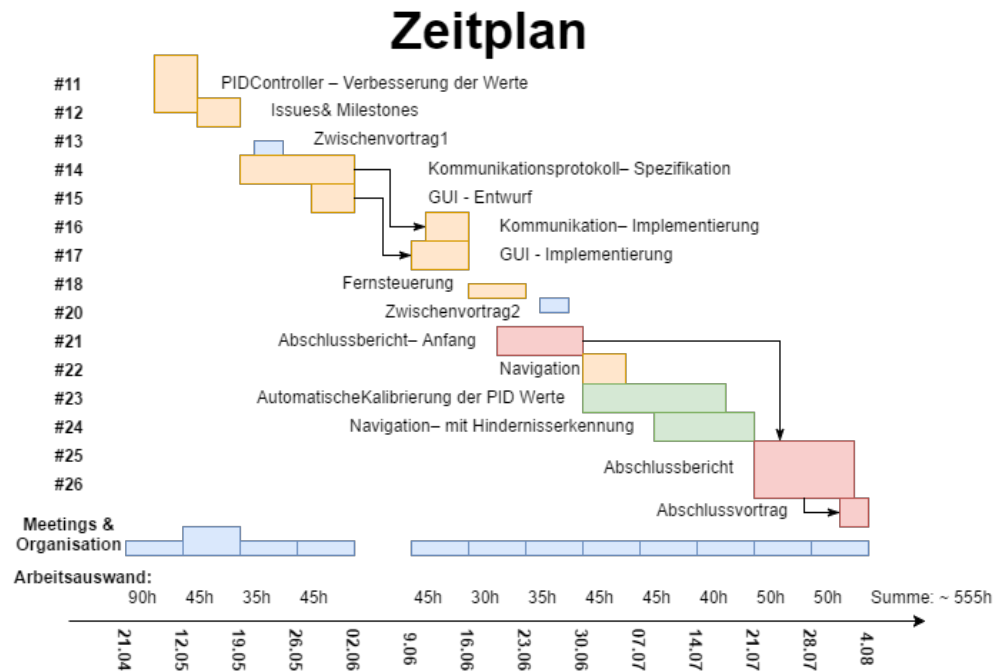 Zeitplan
#11
PIDController – Verbesserung der Werte
#12
Issues& Milestones
#13
Zwischenvortrag1
#14
Kommunikationsprotokoll– Spezifikation
#15
GUI - Entwurf
#16
Kommunikation– Implementierung
#17
GUI - Implementierung
#18
Fernsteuerung
#20
Zwischenvortrag2
#21
Abschlussbericht– Anfang
#22
Navigation
#23
AutomatischeKalibrierung der PID Werte
#24
Navigation– mit Hindernisserkennung
#25
Abschlussbericht
#26
Abschlussvortrag
Meetings &
Organisation
Arbeitsauswand:
90h 45h 35h 45h 45h 30h 35h 45h 45h 40h 50h 50h Summe: ~ 555h
21.04 12.05 19.05 26.05 02.06 9.06 16.06 23.06 30.06 07.07 14.07 21.07 28.07 4.08